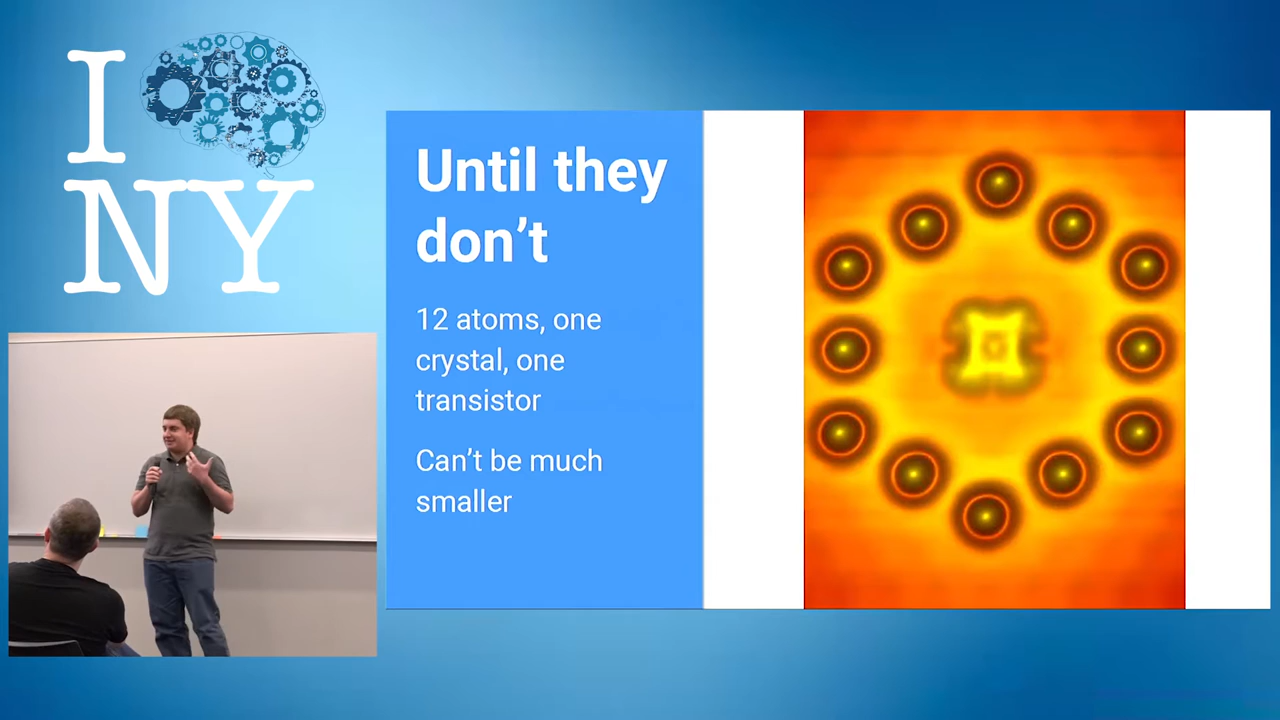 I
NY
Until they
don’t
12 atoms, one
crystal, one
transistor
Can’t be much
smaller